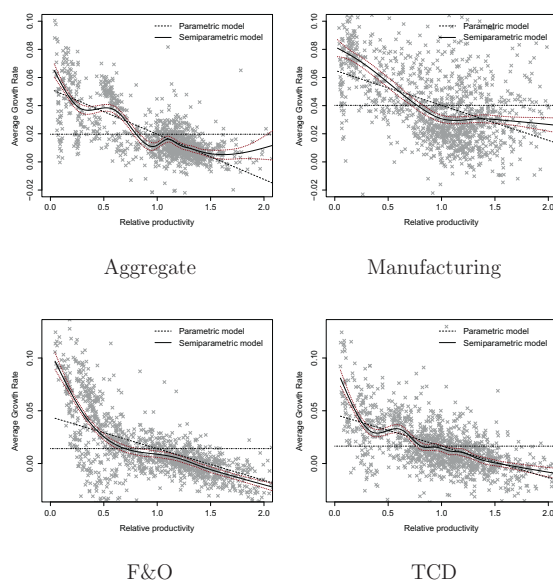 Parametric model
Semiparametric model
Average Growth Rate
−0.02 0.00 0.02 0.04 0.06 0.08 0.10
0.0 0.5 1.0 1.5 2.0
Relative productivity
Aggregate
Parametric model
Semiparametric model
Average Growth Rate
−0.02 0.00 0.02 0.04 0.06 0.08 0.10
0.0 0.5 1.0 1.5 2.0
Relative productivity
Manufacturing
Parametric model
Semiparametric model
Average Growth Rate
0.00 0.05 0.10
0.0 0.5 1.0 1.5 2.0
Relative productivity
F&O
Parametric model
Semiparametric model
Average Growth Rate
0.00 0.05 0.10
0.0 0.5 1.0 1.5 2.0
Relative productivity
TCD